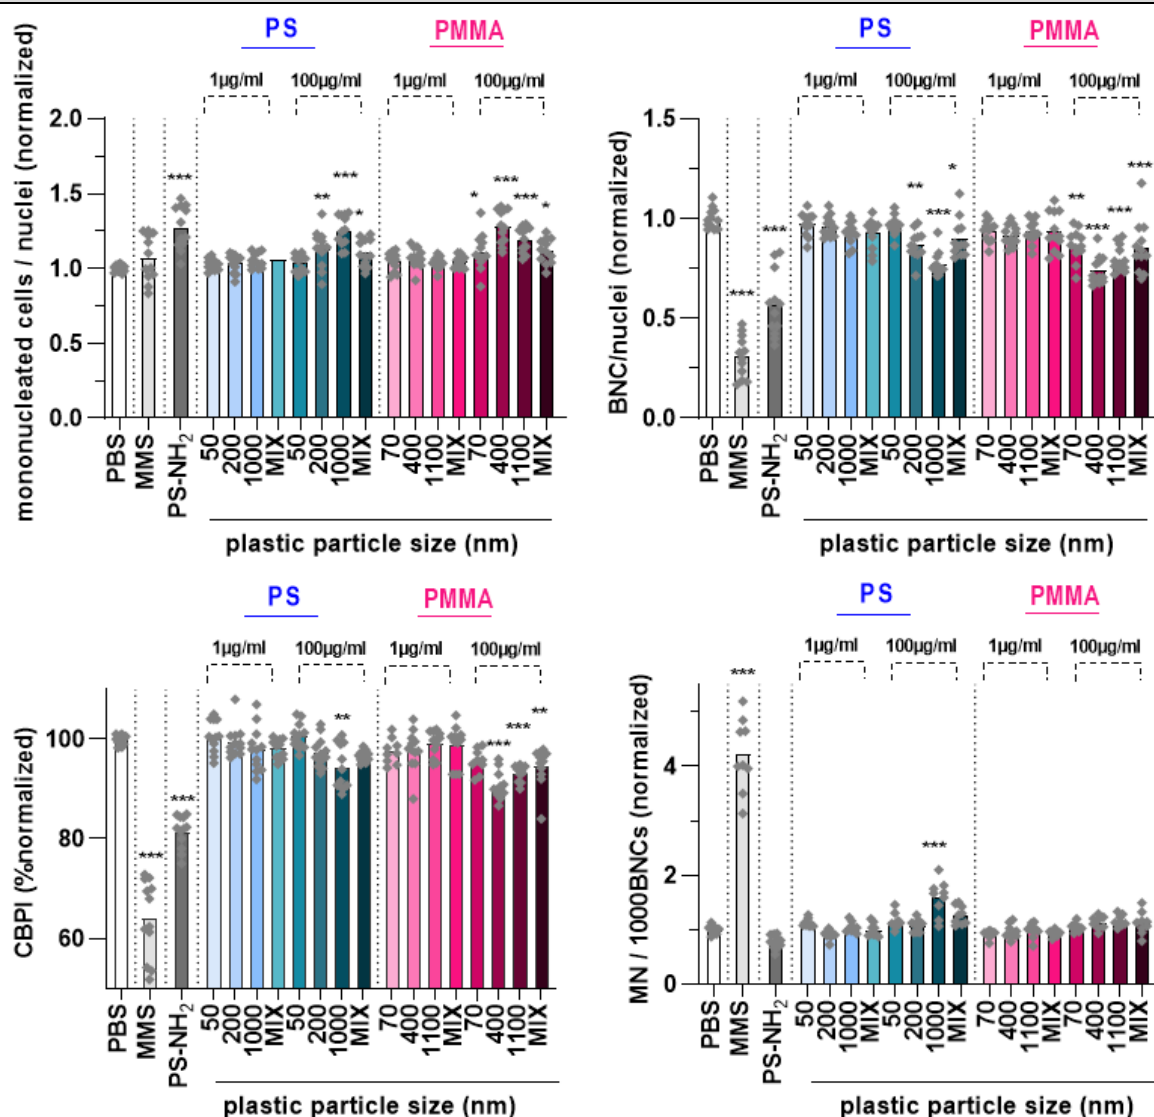 PS PMMA
1µg/ml 100µg/ml 1µg/ml 100µg/ml
mononucleated cells / nuclei (normalized)
2.0
1.5
1.0
0.5
0.0
*** ** *** * * *** *** *
PBS MMS PS-NH2 50 200 1000 MIX 50 200 1000 MIX 70 400 1100 MIX 70 400 1100 MIX
plastic particle size (nm)
PS PMMA
1µg/ml 100µg/ml 1µg/ml 100µg/ml
BNC/nuclei (normalized)
1.5
1.0
0.5
0.0
*** *** ** *** * ** *** *** ***
PBS MMS PS-NH2 50 200 1000 MIX 50 200 1000 MIX 70 400 1100 MIX 70 400 1100 MIX
plastic particle size (nm)
PS PMMA
1µg/ml 100µg/ml 1µg/ml 100µg/ml
CBPI (%normalized)
100
80
60
*** *** ** *** *** **
PBS MMS PS-NH2 50 200 1000 MIX 50 200 1000 MIX 70 400 1100 MIX 70 400 1100 MIX
plastic particle size (nm)
PS PMMA
1µg/ml 100µg/ml 1µg/ml 100µg/ml
MN / 1000BNCs (normalized)
4
2
0
*** ***
PBS MMS PS-NH2 50 200 1000 MIX 50 200 1000 MIX 70 400 1100 MIX 70 400 1100 MIX
plastic particle size (nm)